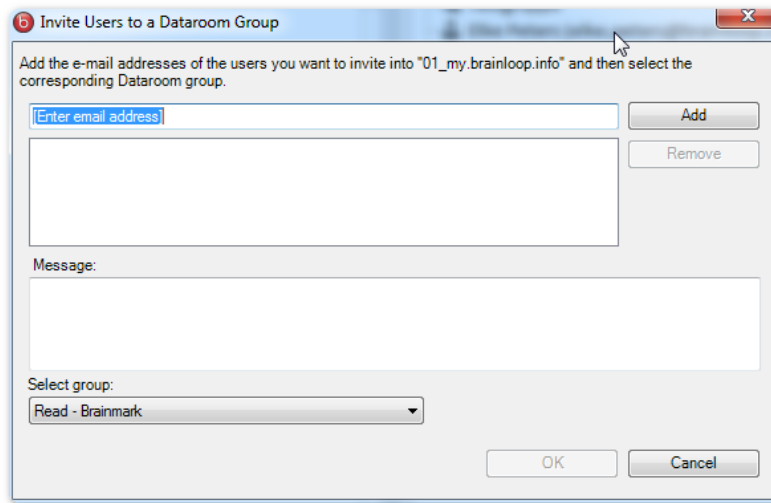 Invite Users to a Dataroom Group
Add the e-mail addresses of the users you want to invite into "01_my.brainloop.info" and then select the
corresponding Dataroom group.
[Enter email address]
Add
Remove
Message:
Select group:
Read - Brainmark
OK
Cancel